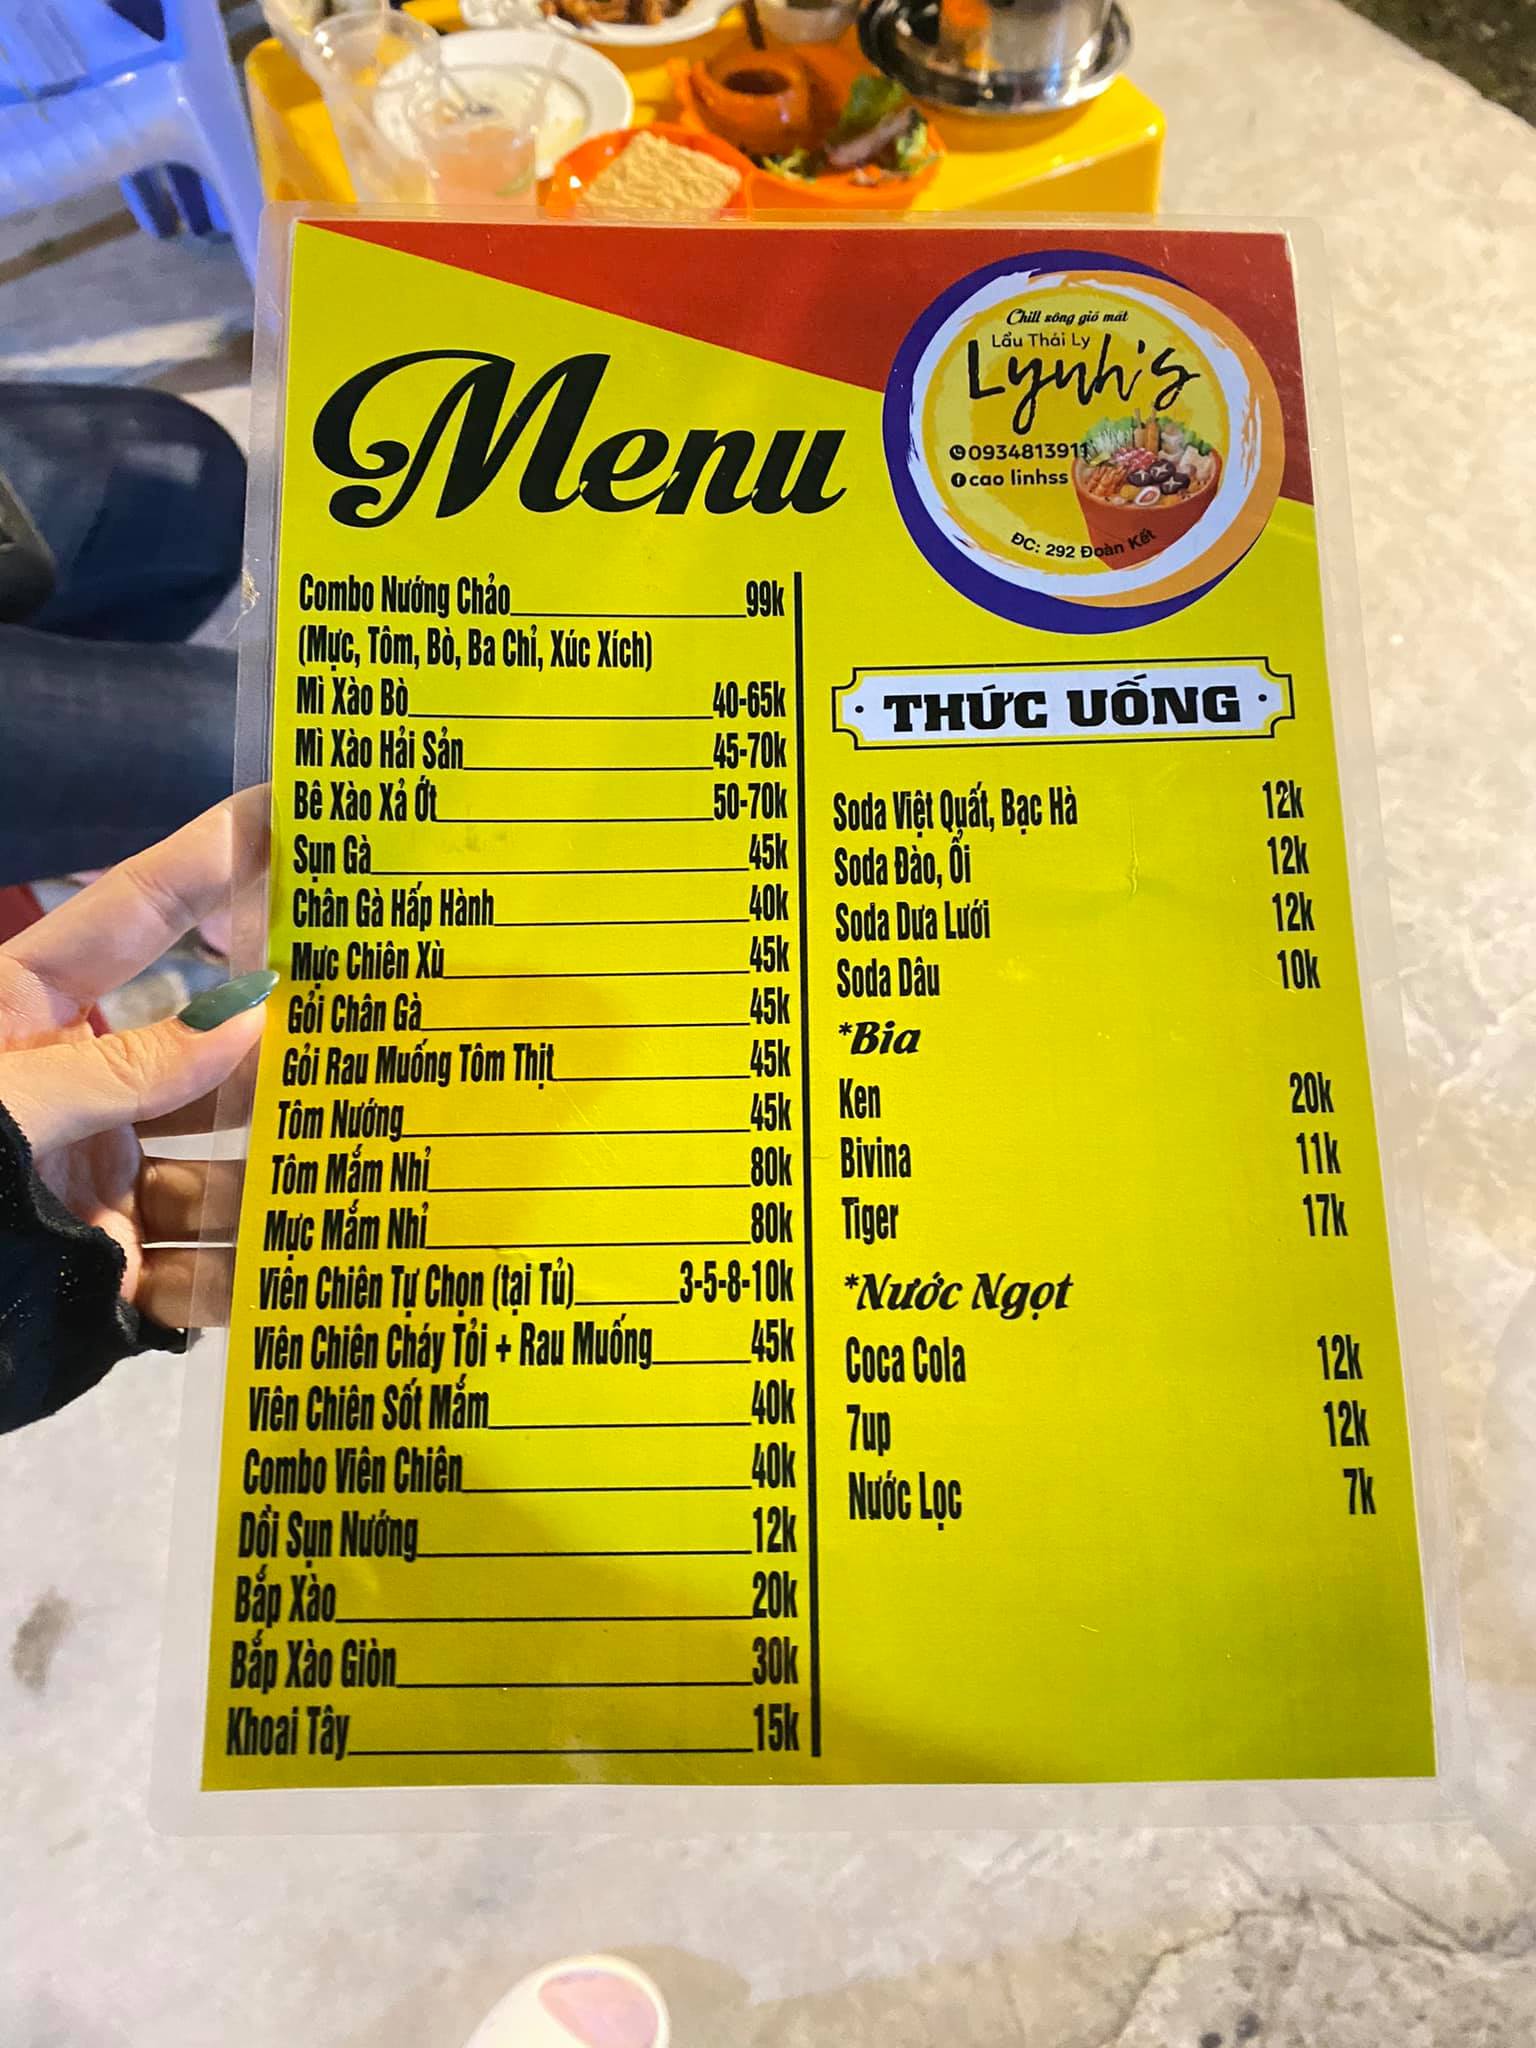 Menu
Chill sông gió mát
Lẩu Thái Ly
Lynh's
0934813911
cao linhss
ĐC: 292 Đoàn Kết
Combo Nướng Chảo 99k
(Mực, Tôm, Bò, Ba Chỉ, Xúc Xích)
Mì Xào Bò 40-65k
Mì Xào Hải Sản 45-70k
Bê Xào Xả Ớt 50-70k
Sụn Gà 45k
Chân Gà Hấp Hành 40k
Mực Chiên Xù 45k
Gỏi Chân Gà 45k
Gỏi Rau Muống Tôm Thịt 45k
Tôm Nướng 45k
Tôm Mắm Nhỉ 80k
Mực Mắm Nhỉ 80k
Viên Chiên Tự Chọn (tại Tủ) 3-5-8-10k
Viên Chiên Cháy Tỏi + Rau Muống 45k
Viên Chiên Sốt Mắm 40k
Combo Viên Chiên 40k
Dồi Sụn Nướng 12k
Bắp Xào 20k
Bắp Xào Giòn 30k
Khoai Tây 15k
THỨC UỐNG
Soda Việt Quất, Bạc Hà 12k
Soda Đào, Ổi 12k
Soda Dưa Lưới 12k
Soda Dâu 10k
*Bia
Ken 20k
Bivina 11k
Tiger 17k
*Nước Ngọt
Coca Cola 12k
7up 12k
Nước Lọc 7k